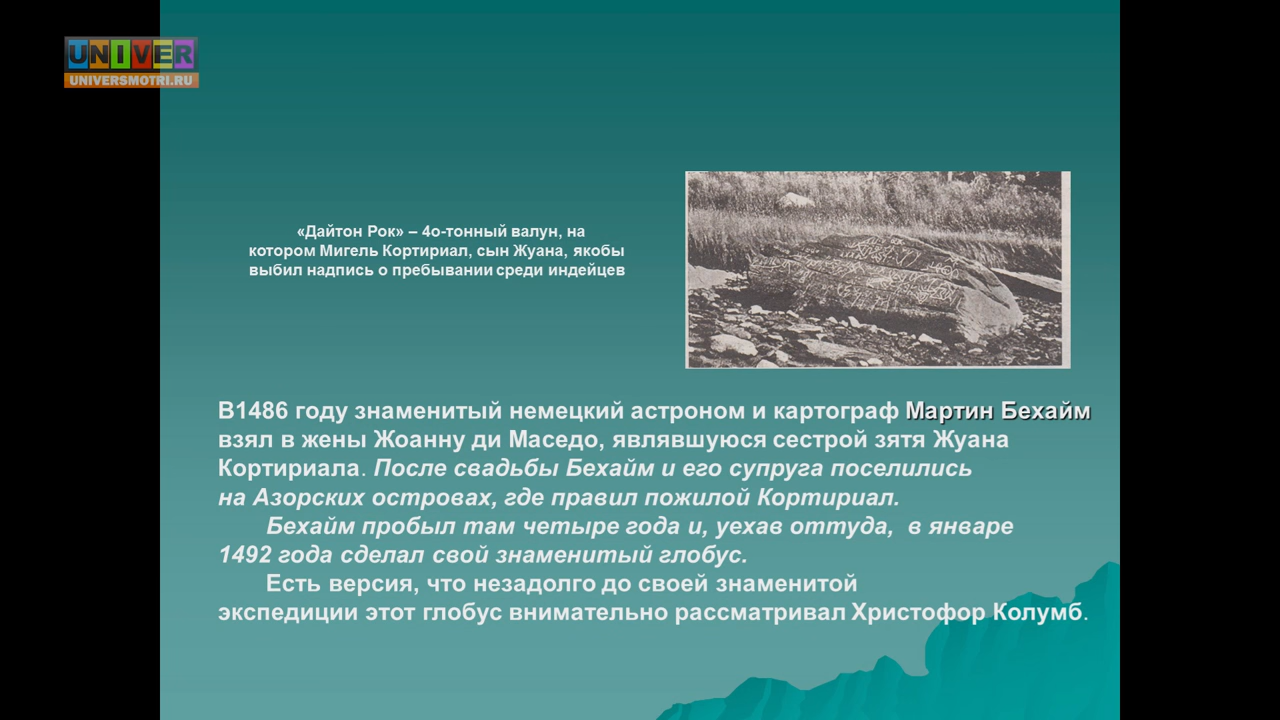 UNIVER
UNIVERSMOTRI.RU
«Дайтон Рок» – 4о-тонный валун, на
котором Мигель Кортириал, сын Жуана, якобы
выбил надпись о пребывании среди индейцев
В1486 году знаменитый немецкий астроном и картограф Мартин Бехайм
взял в жены Жоанну ди Маседо, являвшуюся сестрой зятя Жуана
Кортириала. После свадьбы Бехайм и его супруга поселились
на Азорских островах, где правил пожилой Кортириал.
Бехайм пробыл там четыре года и, уехав оттуда, в январе
1492 года сделал свой знаменитый глобус.
Есть версия, что незадолго до своей знаменитой
экспедиции этот глобус внимательно рассматривал Христофор Колумб.